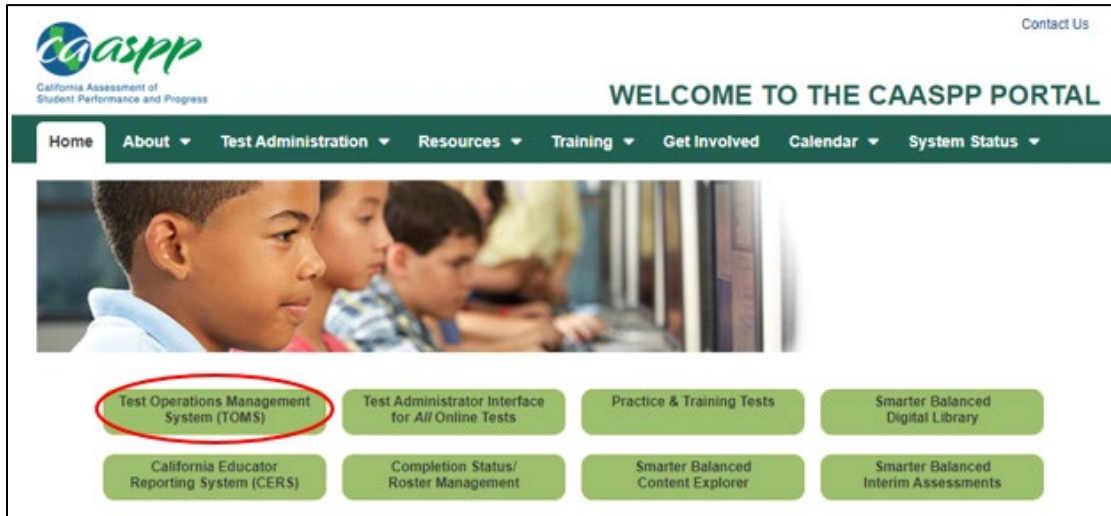 Contact Us
caaspp
California Assessment of
Student Performance and Progress
WELCOME TO THE CAASPP PORTAL
Home About Test Administration Resources Training Get Involved Calendar System Status
Test Operations Management
System (TOMS)
Test Administrator Interface
for All Online Tests
Practice & Training Tests
Smarter Balanced
Digital Library
California Educator
Reporting System (CERS)
Completion Status/
Roster Management
Smarter Balanced
Content Explorer
Smarter Balanced
Interim Assessments